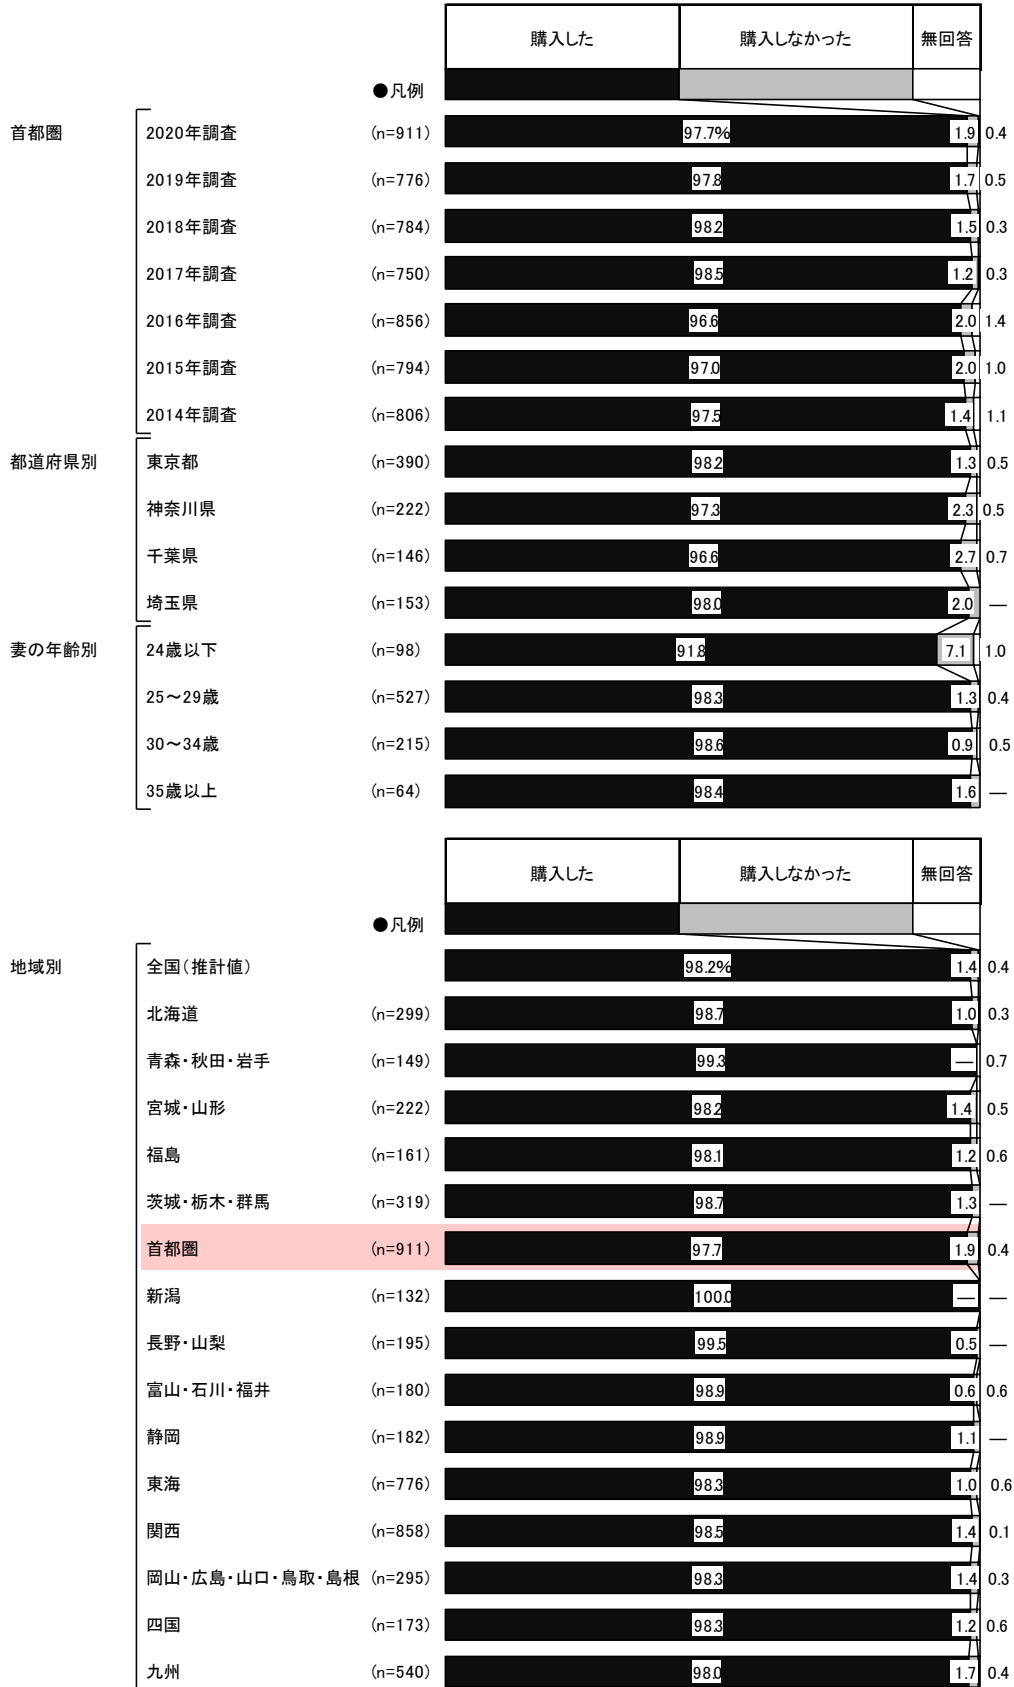 購入した 購入しなかった 無回答
●凡例
首都圏 2020年調査 (n=911) 97.7% 1.9 0.4
2019年調査 (n=776) 97.8 1.7 0.5
2018年調査 (n=784) 98.2 1.5 0.3
2017年調査 (n=750) 98.5 1.2 0.3
2016年調査 (n=856) 96.6 2.0 1.4
2015年調査 (n=794) 97.0 2.0 1.0
2014年調査 (n=806) 97.5 1.4 1.1
都道府県別 東京都 (n=390) 98.2 1.3 0.5
神奈川県 (n=222) 97.3 2.3 0.5
千葉県 (n=146) 96.6 2.7 0.7
埼玉県 (n=153) 98.0 2.0 ―
妻の年齢別 24歳以下 (n=98) 91.8 7.1 1.0
25～29歳 (n=527) 98.3 1.3 0.4
30～34歳 (n=215) 98.6 0.9 0.5
35歳以上 (n=64) 98.4 1.6 ―
購入した 購入しなかった 無回答
●凡例
地域別 全国(推計値) 98.2% 1.4 0.4
北海道 (n=299) 98.7 1.0 0.3
青森・秋田・岩手 (n=149) 99.3 ― 0.7
宮城・山形 (n=222) 98.2 1.4 0.5
福島 (n=161) 98.1 1.2 0.6
茨城・栃木・群馬 (n=319) 98.7 1.3 ―
首都圏 (n=911) 97.7 1.9 0.4
新潟 (n=132) 100.0 ― ―
長野・山梨 (n=195) 99.5 0.5 ―
富山・石川・福井 (n=180) 98.9 0.6 0.6
静岡 (n=182) 98.9 1.1 ―
東海 (n=776) 98.3 1.0 0.6
関西 (n=858) 98.5 1.4 0.1
岡山・広島・山口・鳥取・島根 (n=295) 98.3 1.4 0.3
四国 (n=173) 98.3 1.2 0.6
九州 (n=540) 98.0 1.7 0.4